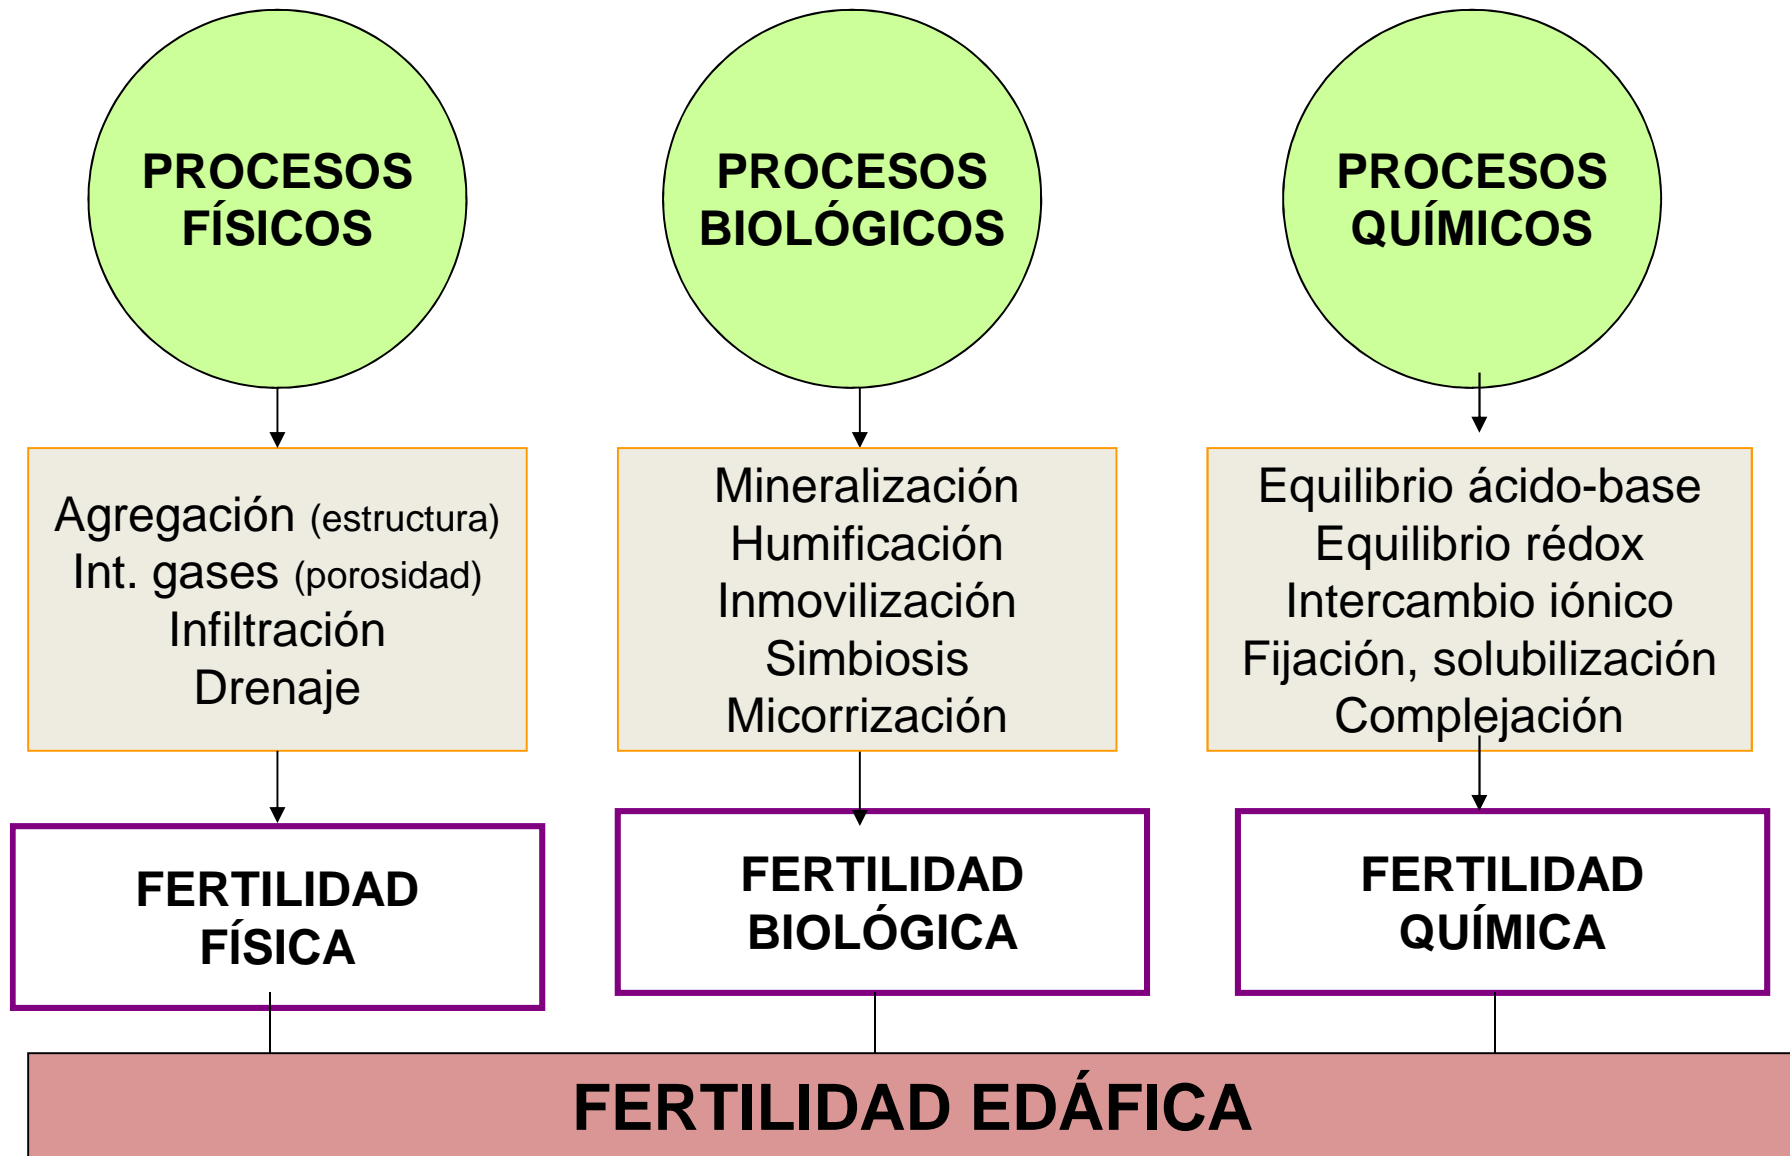 PROCESOS
FÍSICOS
PROCESOS
BIOLÓGICOS
PROCESOS
QUÍMICOS
Agregación (estructura)
Int. gases (porosidad)
Infiltración
Drenaje
Mineralización
Humificación
Inmovilización
Simbiosis
Micorrización
Equilibrio ácido-base
Equilibrio rédox
Intercambio iónico
Fijación, solubilización
Complejación
FERTILIDAD
FÍSICA
FERTILIDAD
BIOLÓGICA
FERTILIDAD
QUÍMICA
FERTILIDAD EDÁFICA